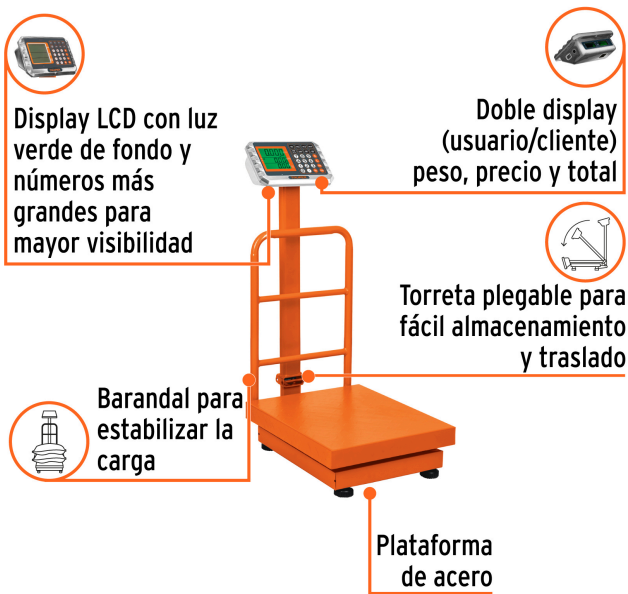 Display LCD con luz
verde de fondo y
números más
grandes para
mayor visibilidad
Doble display
(usuario/cliente)
peso, precio y total
Torreta plegable para
fácil almacenamiento
y traslado
Barandal para
estabilizar la
carga
Plataforma
de acero